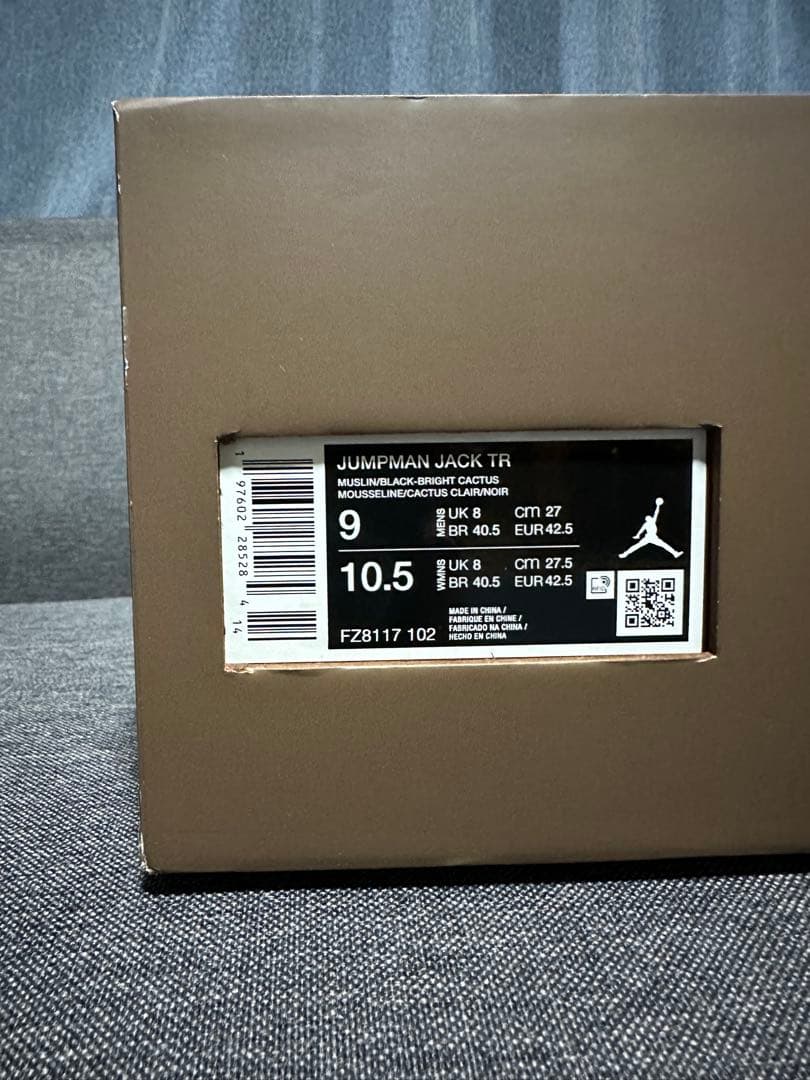 JUMPMAN JACK TR
MUSLIN/BLACK-BRIGHT CACTUS
MOUSSELINE/CACTUS CLAIR/NOIR
9 MENS UK 8 cm 27
BR 40.5 EUR 42.5
10.5 WMNS UK 8 cm 27.5
BR 40.5 EUR 42.5
MADE IN CHINA /
FABRIQUE EN CHINE /
FABRICADO NA CHINA /
HECHO EN CHINA
FZ8117 102
1 97602 28528 4 14